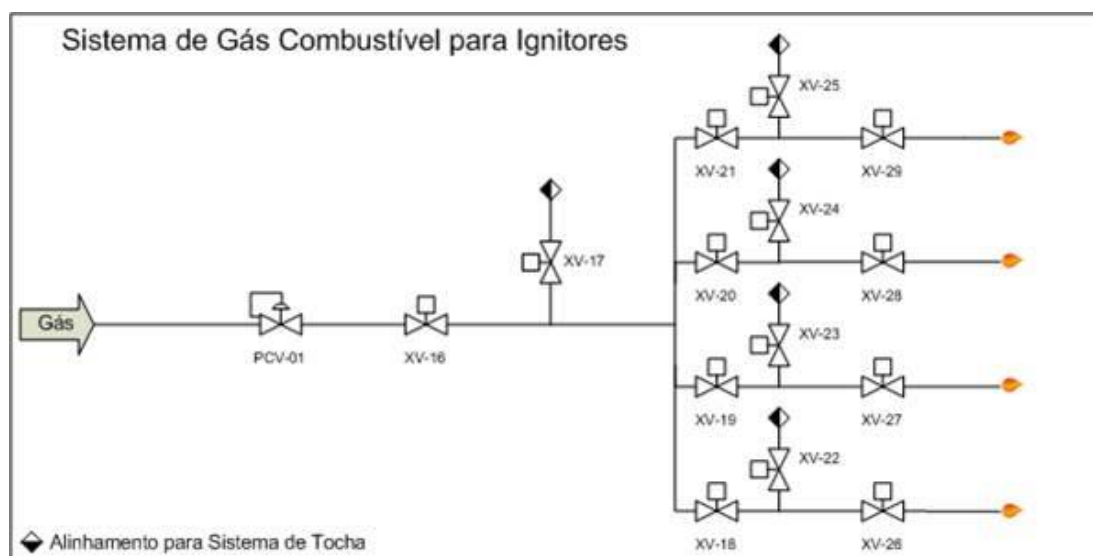 Sistema de Gás Combustível para Ignitores
XV-25
XV-21
XV-29
XV-24
XV-17
XV-20
XV-28
Gás
XV-23
PCV-01
XV-16
XV-19
XV-27
XV-22
XV-18
XV-26
Alinhamento para Sistema de Tocha